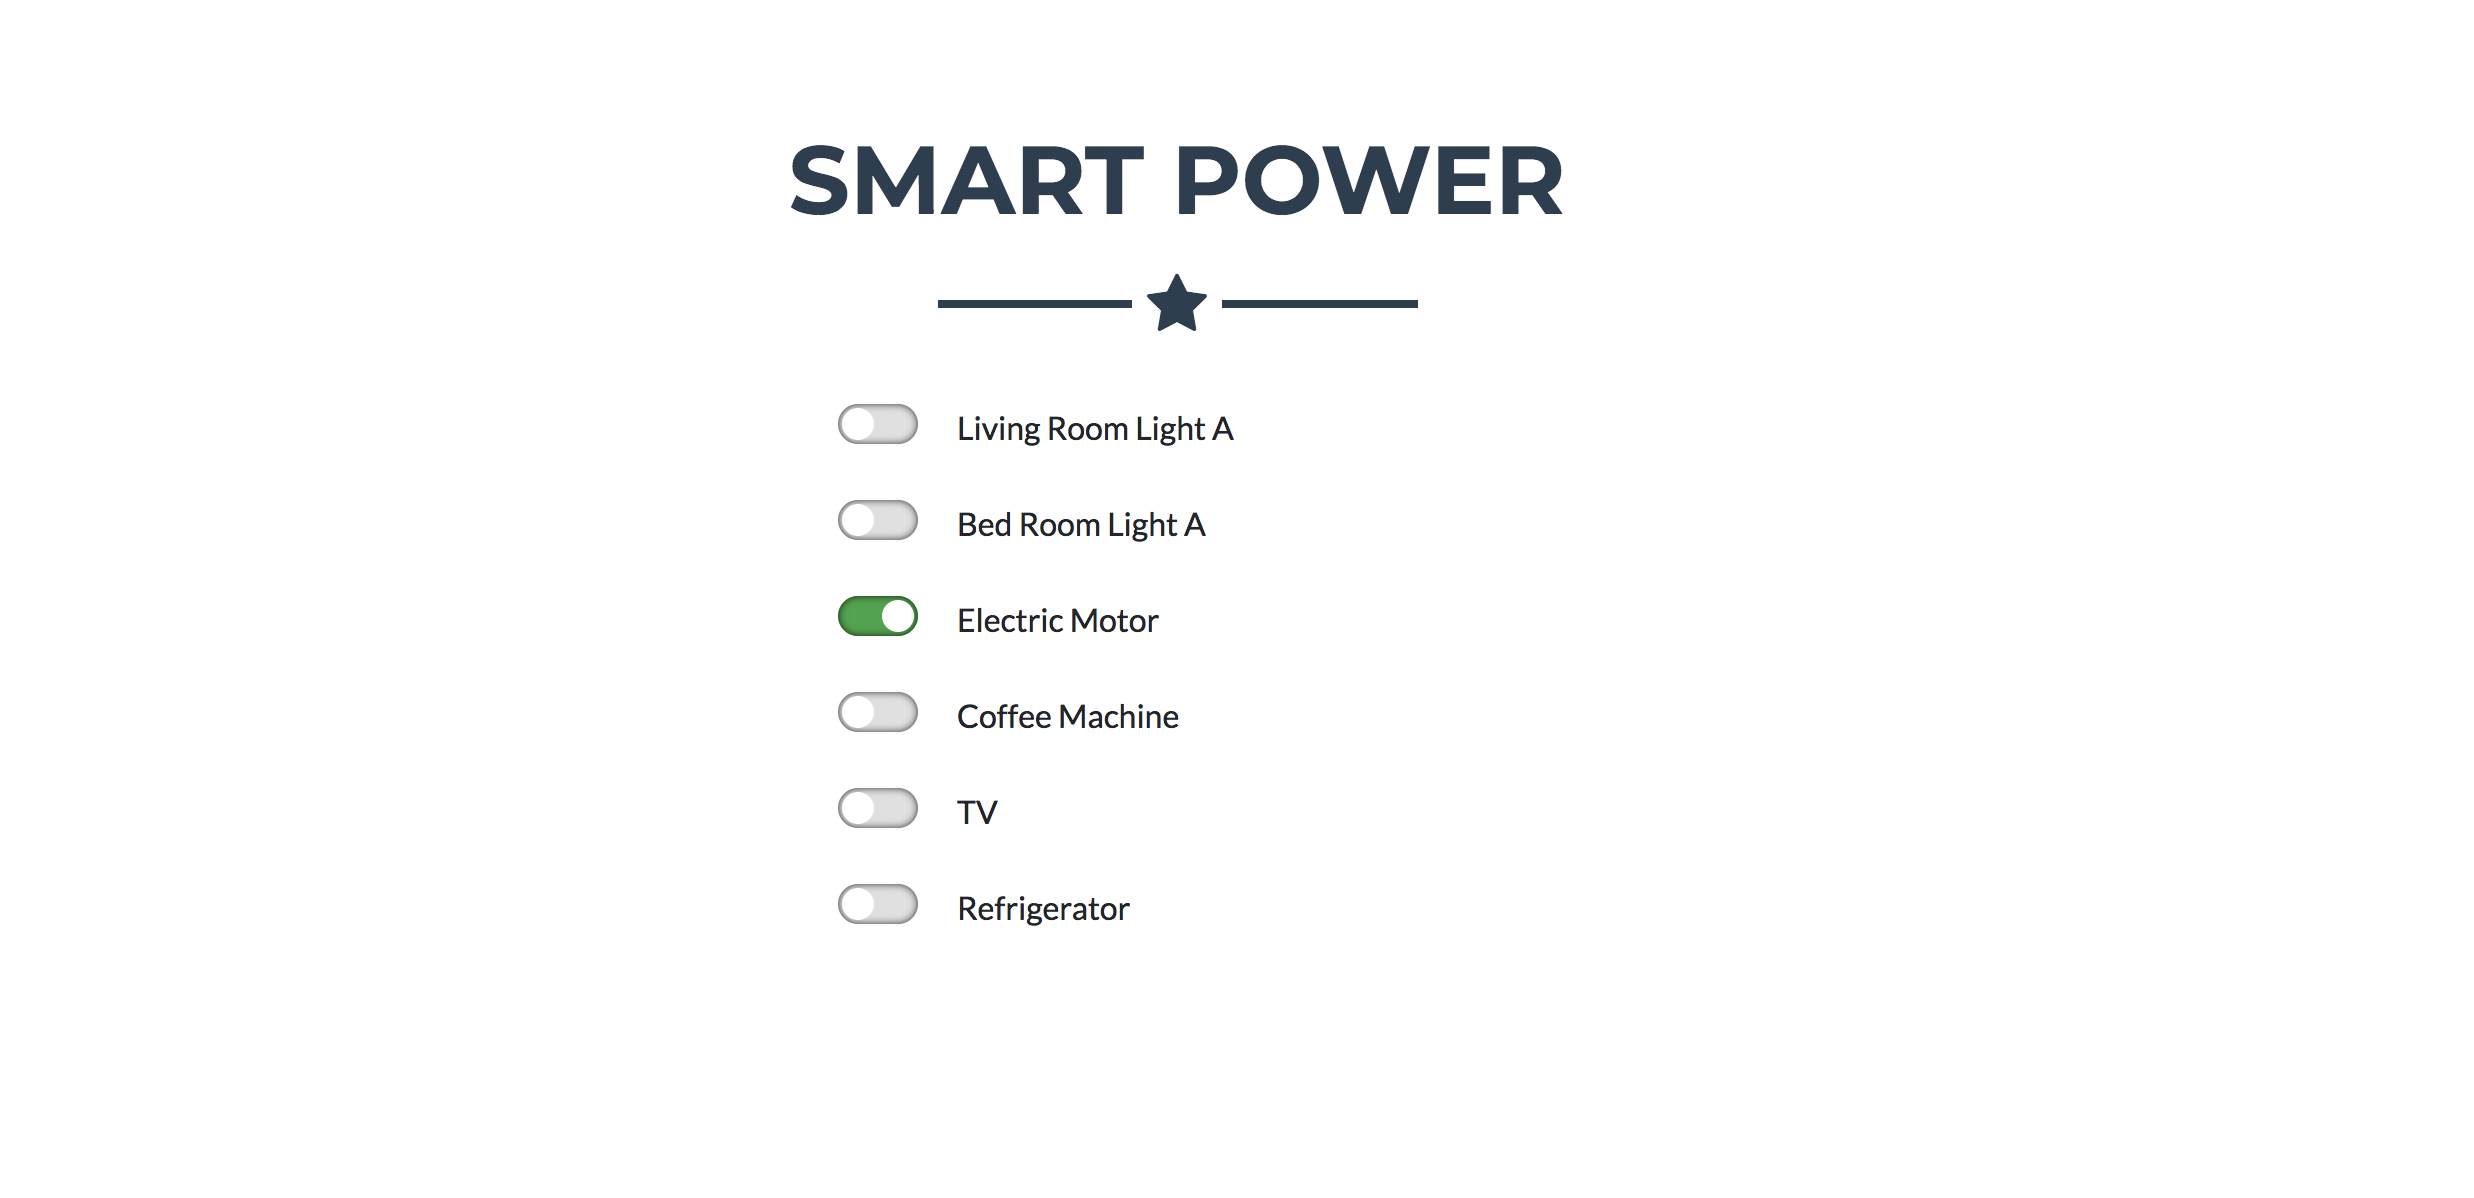 SMART POWER
Living Room Light A
Bed Room Light A
Electric Motor
Coffee Machine
TV
Refrigerator